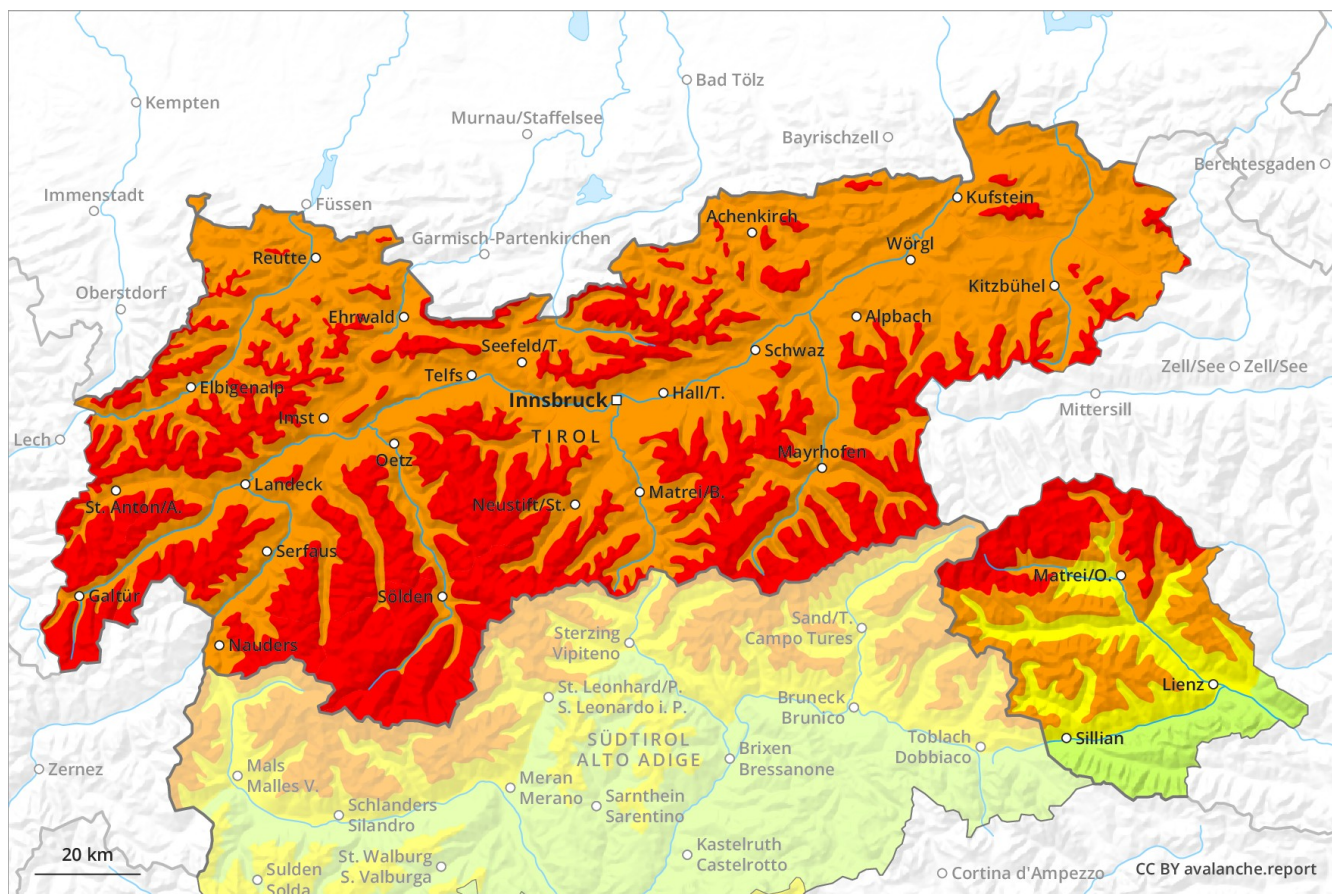 Kempten
Bad Tölz
Murnau/Staffelsee
Bayrischzell
Berchtesgaden
Immenstadt
Füssen
Garmisch-Partenkirchen
Achenkirch
Kufstein
Reutte
Wörgl
Oberstdorf
Kitzbühel
Ehrwald
Alpbach
Seefeld/T.
Schwaz
Zell/See
Zell/See
Telfs
Elbigenalp
Innsbruck
Hall/T.
Mittersill
Imst
TIROL
Lech
Oetz
Mayrhofen
Landeck
Matrei/B.
St. Anton/A.
Neustift/St.
Serfaus
Matrei/O.
Galtür
Sölden
Sand/T.
Campo Tures
Sterzing
Vipiteno
Nauders
Lienz
St. Leonhard/P.
S. Leonardo i. P.
Bruneck
Brunico
SÜDTIROL
ALTO ADIGE
Toblach
Dobbiaco
Sillian
Brixen
Bressanone
Zernez
Mals
Malles V.
Meran
Merano
Sarnthein
Sarentino
Schlanders
Silandro
Kastelruth
Castelrotto
20 km
St. Walburg
S. Valburga
Sulden
Solda
Cortina d'Ampezzo
CC BY avalanche.report